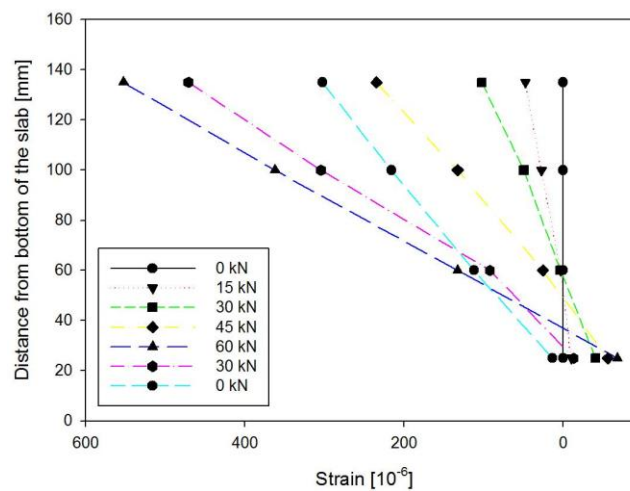 160
140
120
100
80
60
40
20
0
Distance from bottom of the slab [mm]
0 kN
15 kN
30 kN
45 kN
60 kN
30 kN
0 kN
600
400
200
0
Strain [10-6]